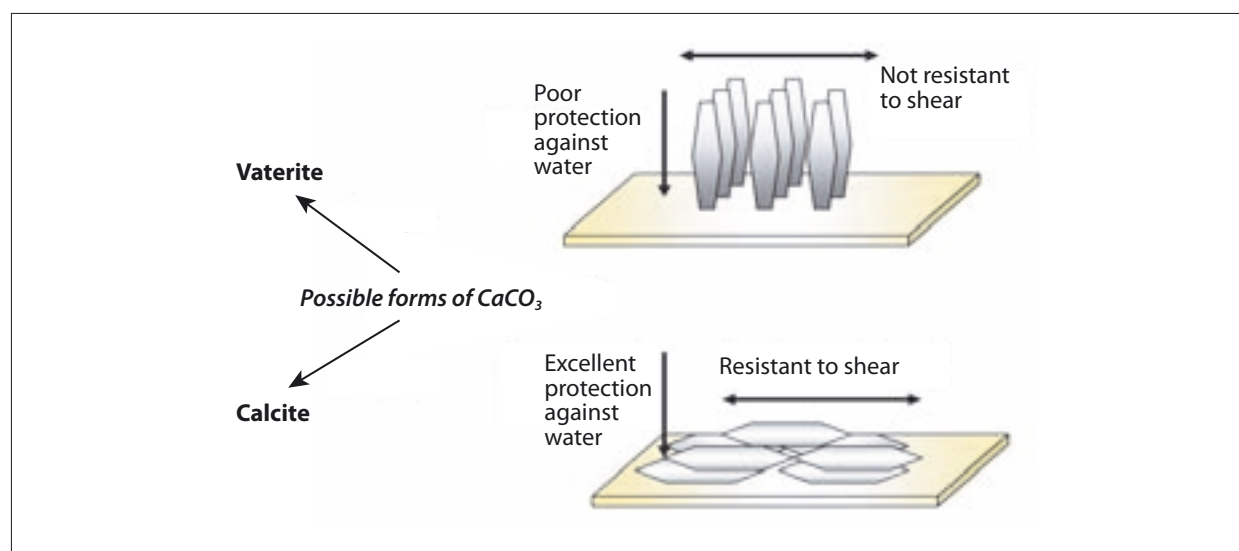 Poor
protection
against
water
Not resistant
to shear
Vaterite
Possible forms of CaCO₃
Calcite
Excellent
protection
against
water
Resistant to shear